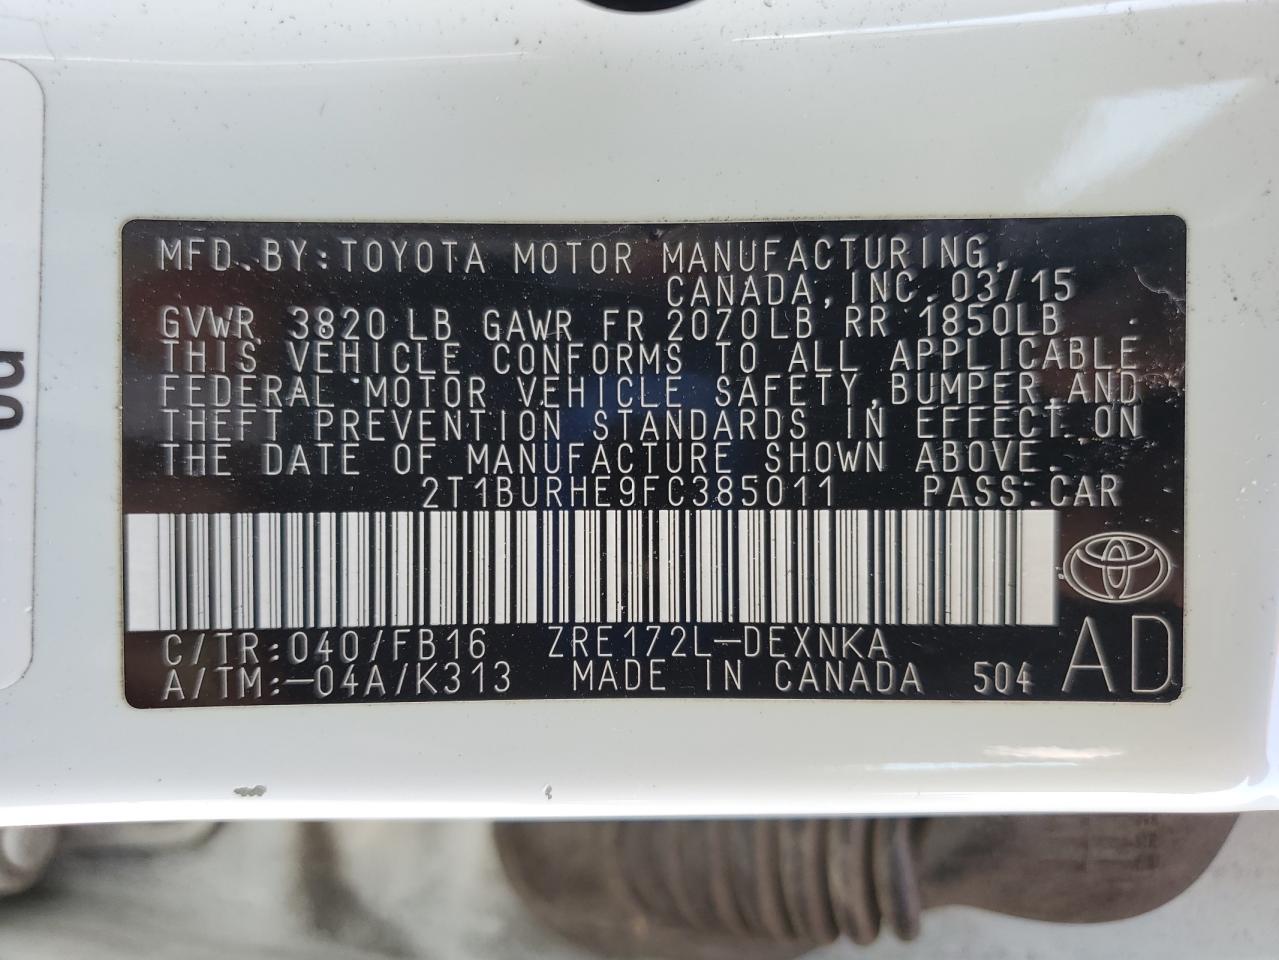 MFD. BY: TOYOTA MOTOR MANUFACTURING,
CANADA, INC. 03/15
GVWR 3820 LB GAWR FR 2070LB RR 1850LB
THIS VEHICLE CONFORMS TO ALL APPLICABLE
FEDERAL MOTOR VEHICLE SAFETY, BUMPER, AND
THEFT PREVENTION STANDARDS IN EFFECT ON
THE DATE OF MANUFACTURE SHOWN ABOVE.
2T1BURHE9FC385011 PASS. CAR
C/TR: 040/FB16 ZRE172L-DEXNKA
A/TM:-04A/K313 MADE IN CANADA 504 AD